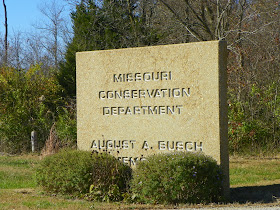 MISSOURI
CONSERVATION
DEPARTMENT
AUGUST A. BUSCH